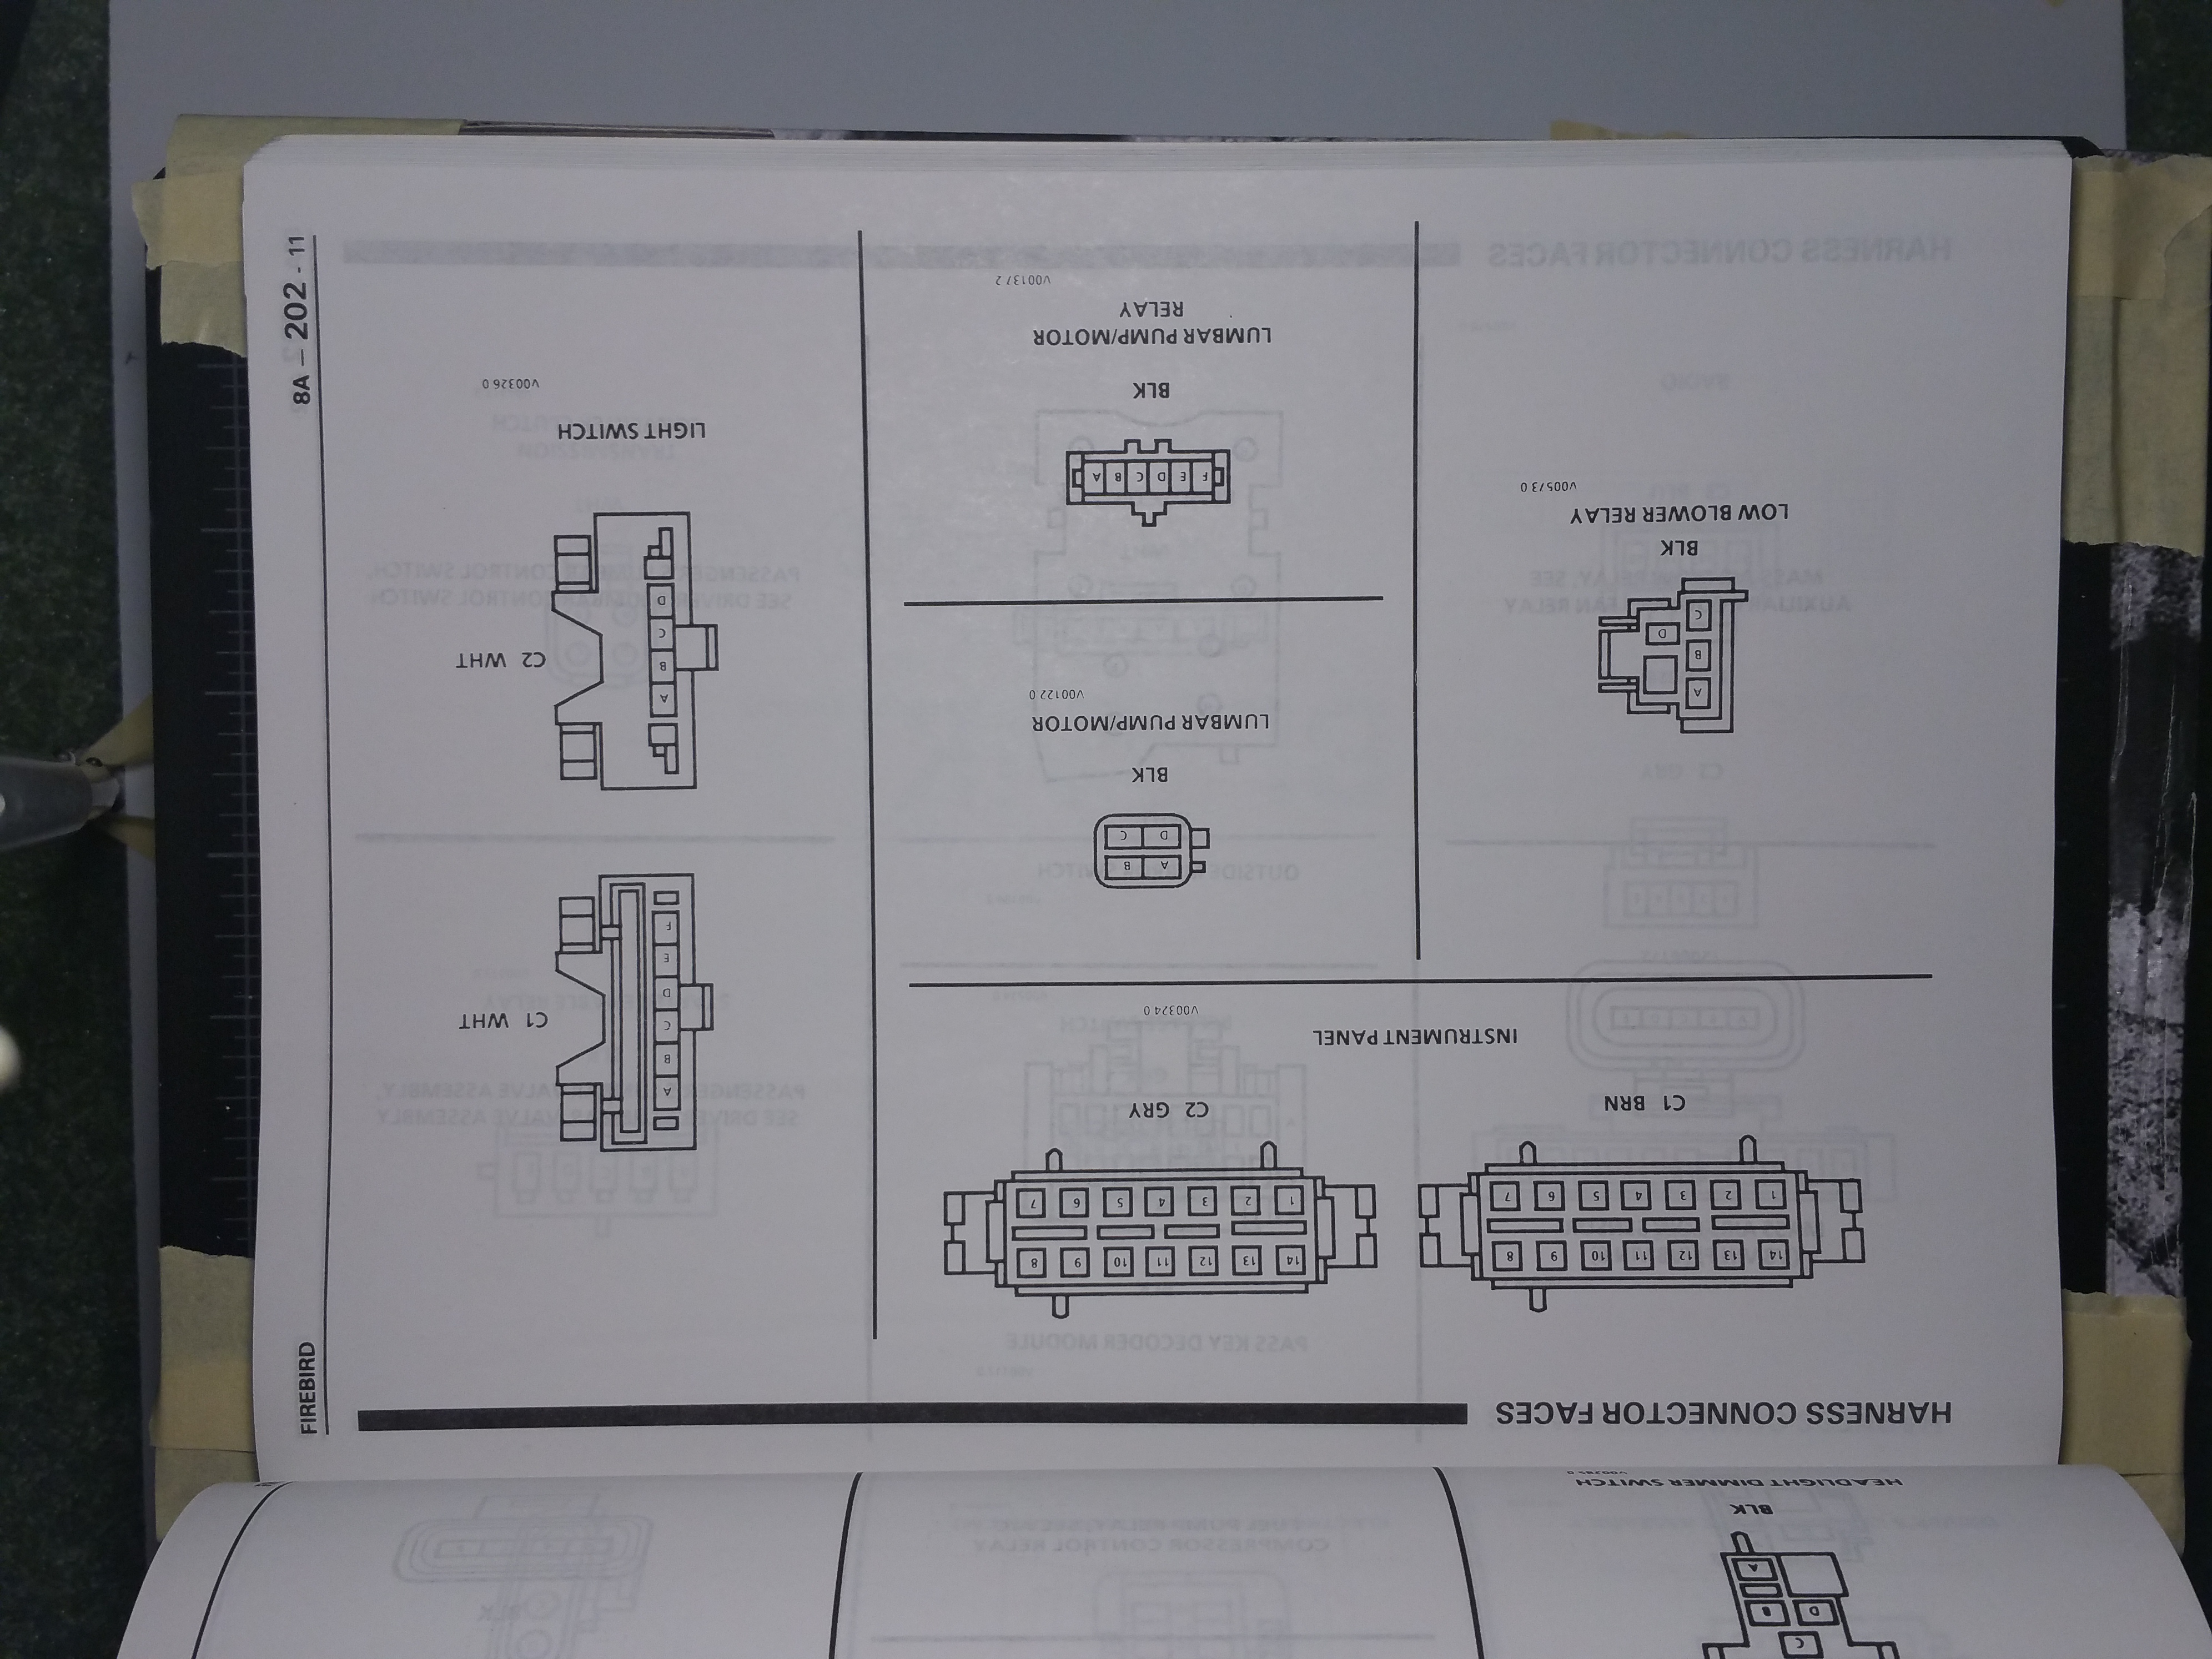 C
D B
A
BLK
HEADLIGHT DIMMER SWITCH
HARNESS CONNECTOR FACES
FIREBIRD
8A – 202 - 11
14 13 12 11 10 9 8
1 2 3 4 5 6 7
C1 BRN
14 13 12 11 10 9 8
1 2 3 4 5 6 7
C2 GRY
INSTRUMENT PANEL
V00324 0
A
B
D
C
BLK
LOW BLOWER RELAY
V00573 0
A B
D C
BLK
LUMBAR PUMP/MOTOR
V00122 0
F E D C B A
BLK
LUMBAR PUMP/MOTOR
RELAY
V00137 2
A
B
C
D
E
F
C1 WHT
A
B
C
D
C2 WHT
LIGHT SWITCH
V00326 0